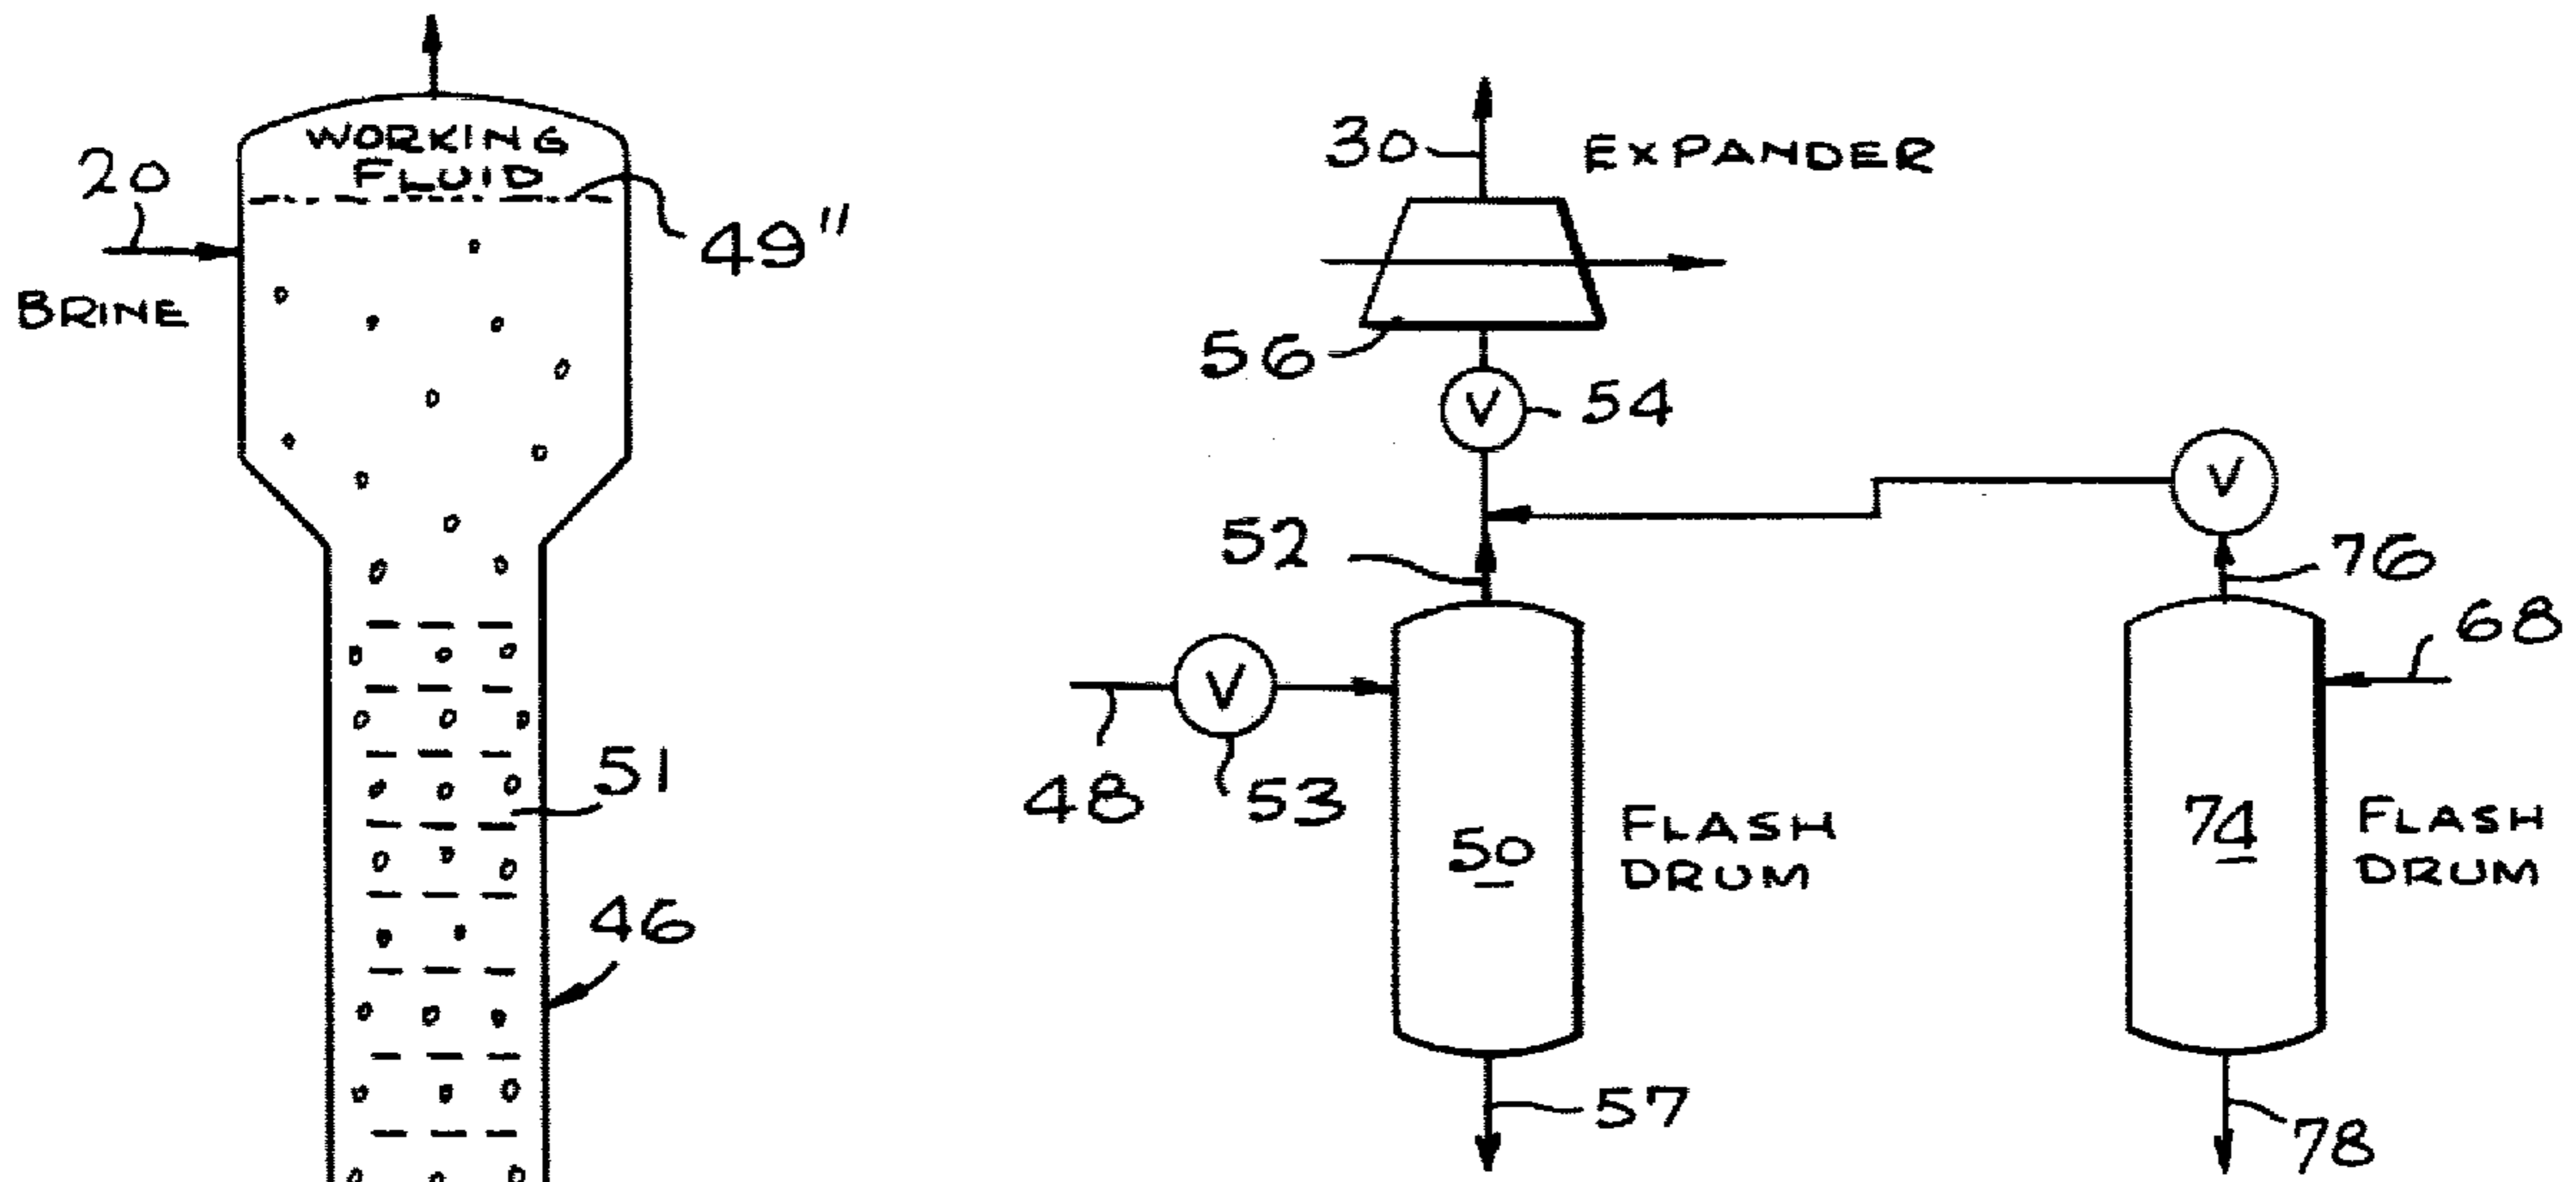 WORKING
FLUID
20
49"
BRINE
51
46
30
EXPANDER
56
V
54
V
52
76
68
V
48
53
50
FLASH
DRUM
74
FLASH
DRUM
57
78